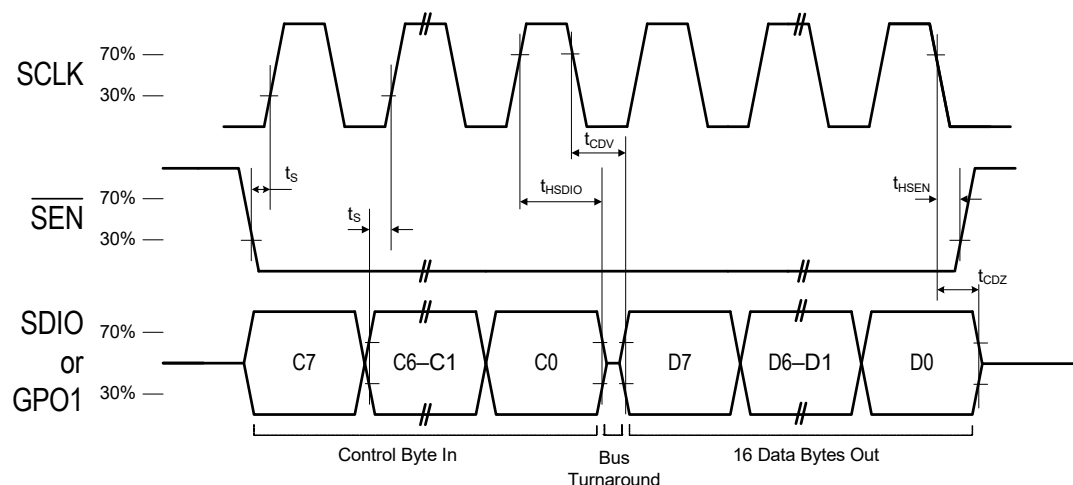 SCLK
70%
30%
tCDV
tS
tHSDIO
tHSEN
SEN
70%
30%
tS
tCDZ
SDIO
or
GPO1
70%
30%
C7
C6–C1
C0
D7
D6–D1
D0
Control Byte In
Bus
Turnaround
16 Data Bytes Out